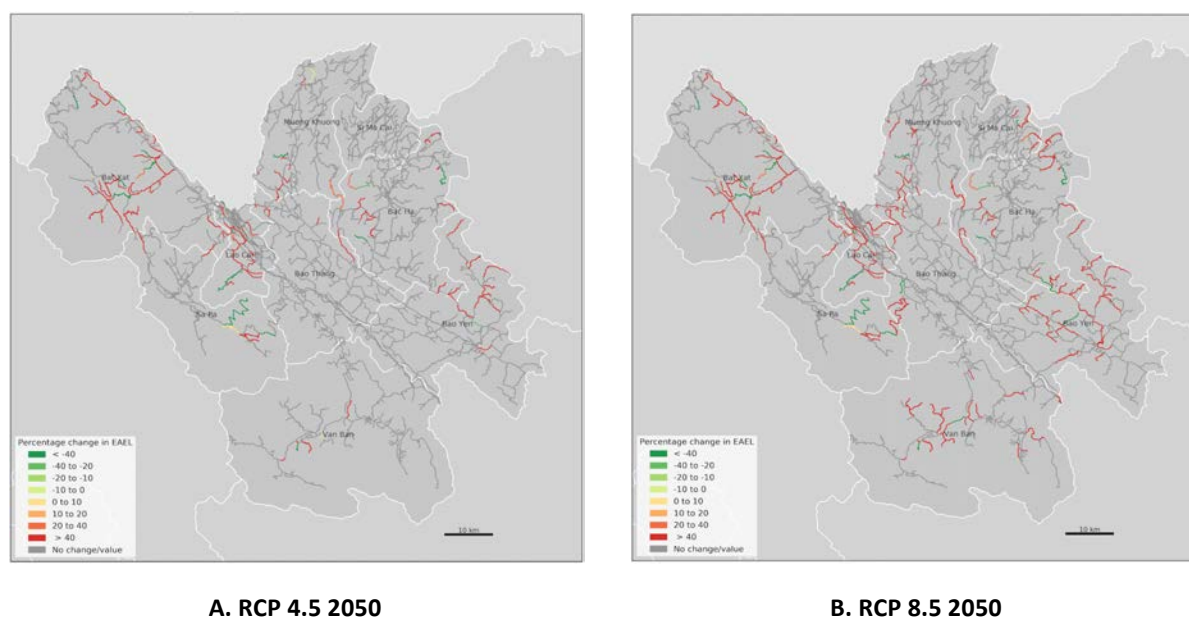 Muong Khuong
Si Ma Cai
Bat Xat
Bac Ha
Lao Cai
Bao Thang
Sa Pa
Bao Yen
Van Ban
Percentage change in EAEL
< -40
-40 to -20
-20 to -10
-10 to 0
0 to 10
10 to 20
20 to 40
> 40
No change/value
10 km
A. RCP 4.5 2050
Muong Khuong
Si Ma Cai
Bat Xat
Bac Ha
Lao Cai
Bao Thang
Sa Pa
Bao Yen
Van Ban
Percentage change in EAEL
< -40
-40 to -20
-20 to -10
-10 to 0
0 to 10
10 to 20
20 to 40
> 40
No change/value
10 km
B. RCP 8.5 2050